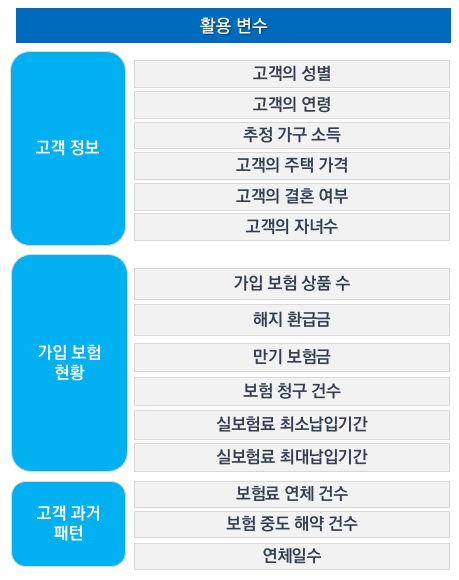 활용 변수
고객 정보
고객의 성별
고객의 연령
추정 가구 소득
고객의 주택 가격
고객의 결혼 여부
고객의 자녀수
가입 보험
현황
가입 보험 상품 수
해지 환급금
만기 보험금
보험 청구 건수
실보험료 최소납입기간
실보험료 최대납입기간
고객 과거
패턴
보험료 연체 건수
보험 중도 해약 건수
연체일수